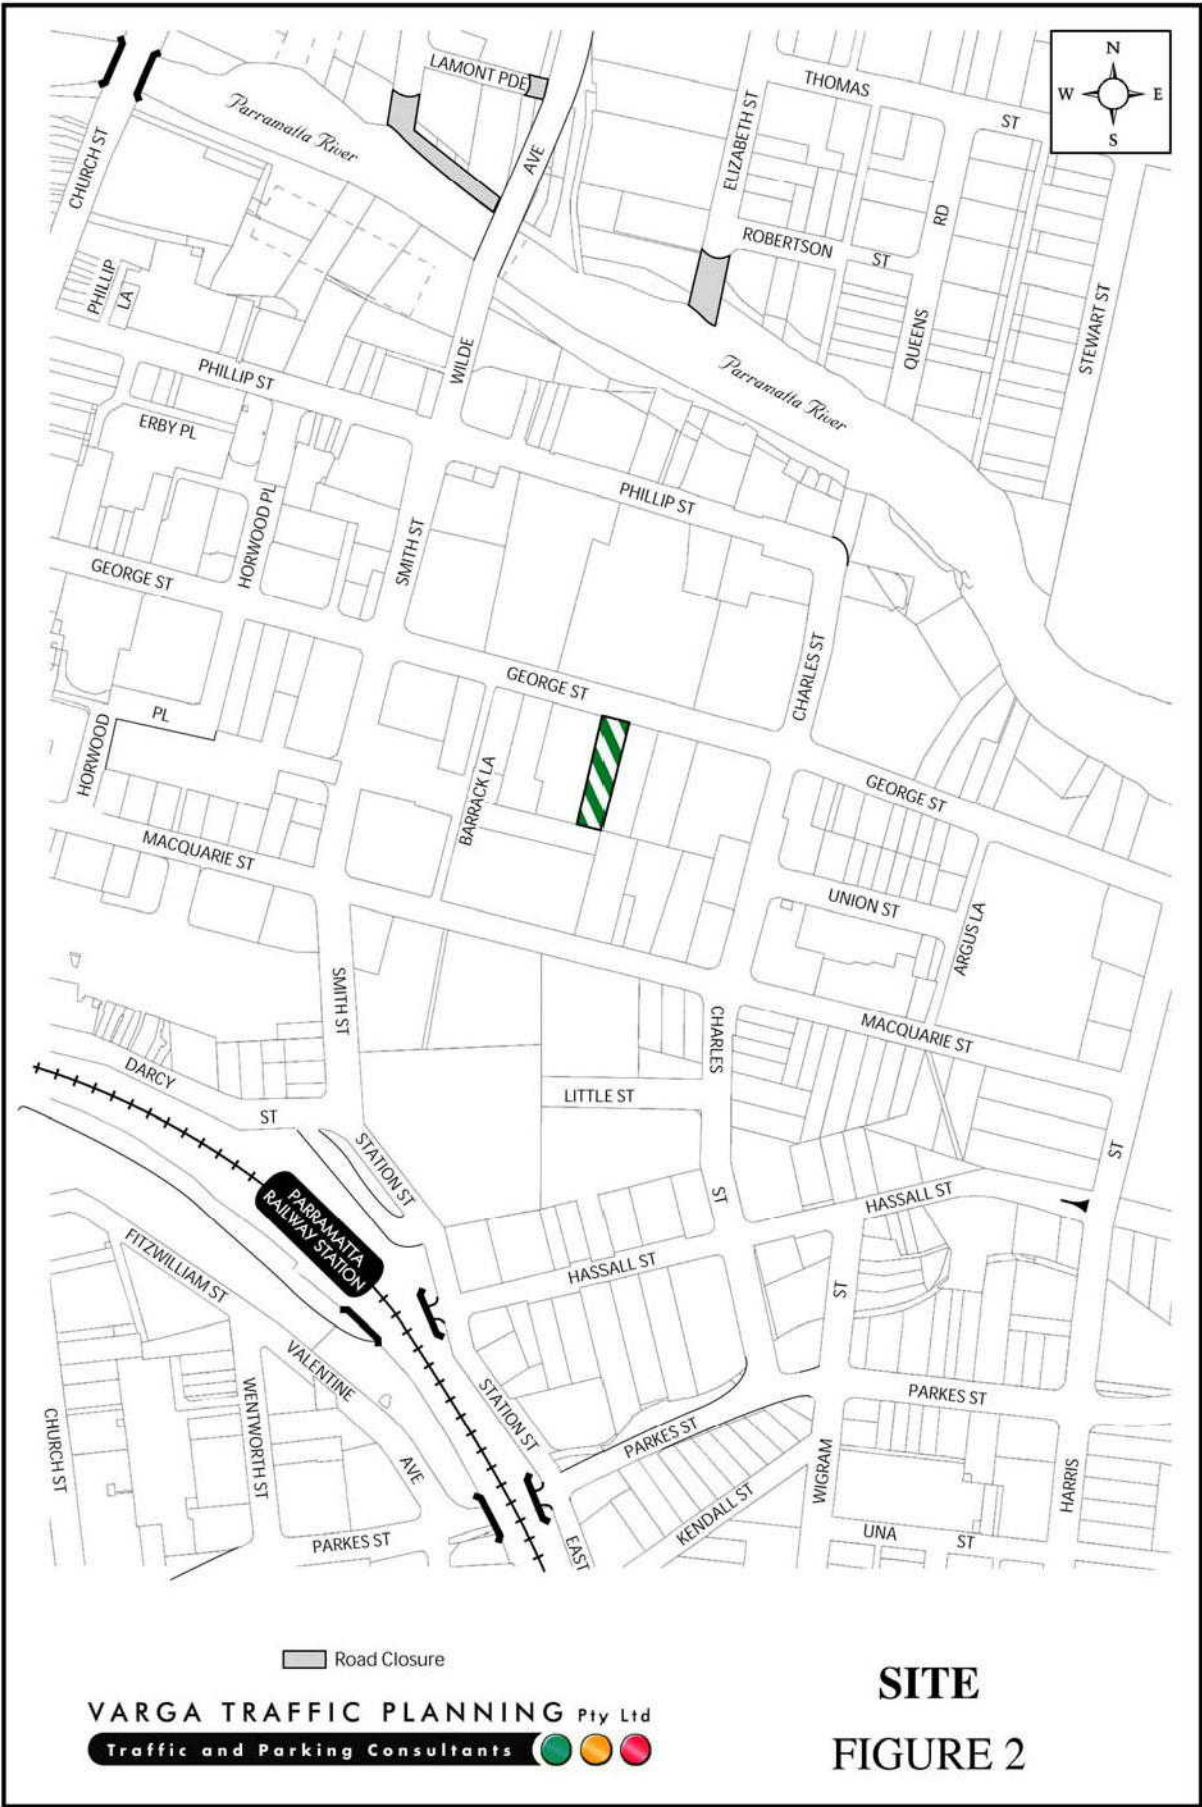 LAMONT PDE
THOMAS
ST
N
W
E
S
Parramatta River
CHURCH ST
AVE
ELIZABETH ST
RD
ROBERTSON
ST
PHILLIP
LA
STEWART ST
QUEENS
WILDE
PHILLIP ST
Parramatta River
ERBY PL
PHILLIP ST
HORWOOD PL
SMITH ST
GEORGE ST
CHARLES ST
GEORGE ST
PL
HORWOOD
BARRACK LA
GEORGE ST
MACQUARIE ST
UNION ST
ARGUS LA
SMITH ST
CHARLES
MACQUARIE ST
DARCY
LITTLE ST
ST
STATION ST
ST
ST
HASSALL ST
PARRAMATTA
RAILWAY STATION
FITZWILLIAM ST
HASSALL ST
ST
VALENTINE
WENTWORTH ST
STATION ST
PARKES ST
CHURCH ST
PARKES ST
AVE
WIGRAM
HARRIS
KENDALL ST
PARKES ST
EAST
UNA
ST
Road Closure
SITE
FIGURE 2
VARGA TRAFFIC PLANNING Pty Ltd
Traffic and Parking Consultants